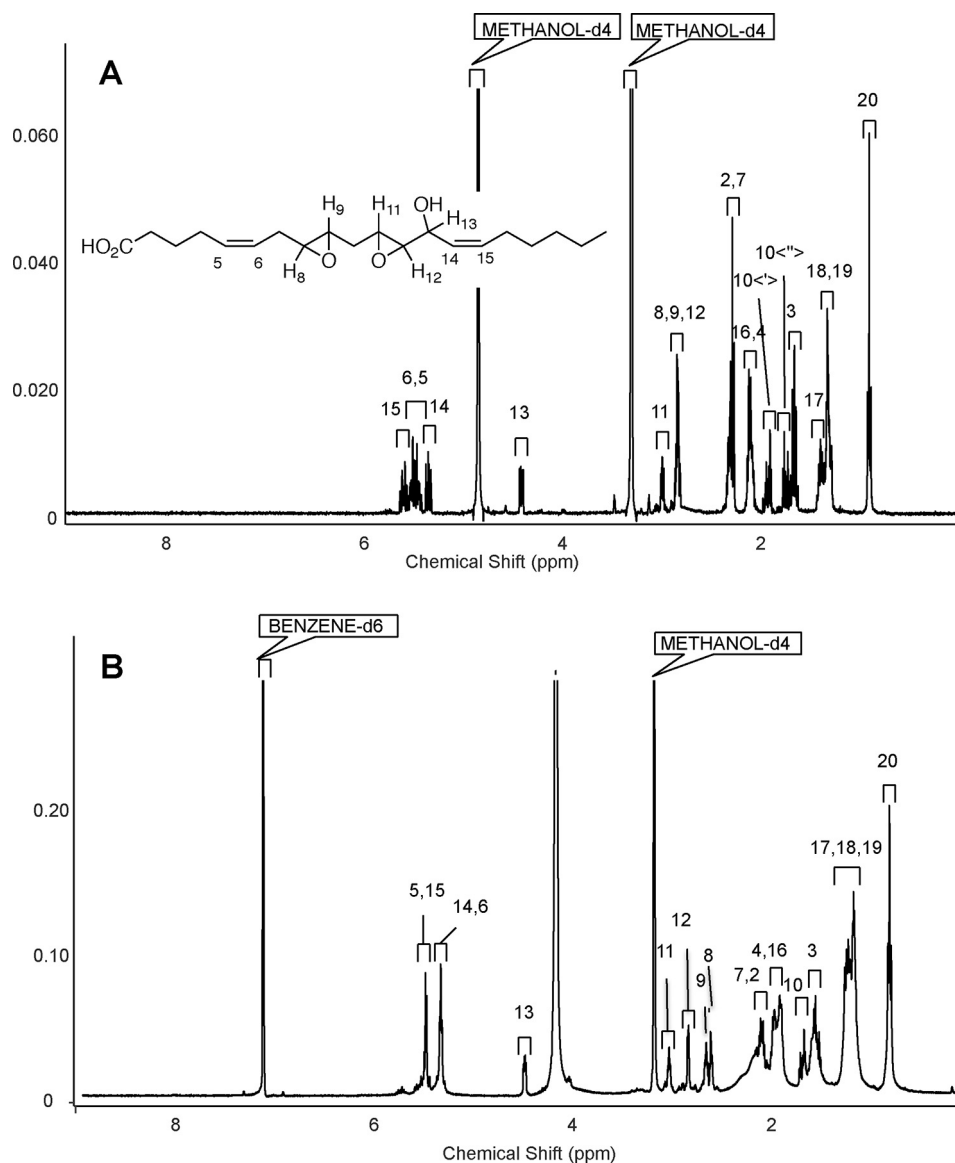 METHANOL-d4 METHANOL-d4
A
20
0.060
H9
H11
OH
H13
HO2C
5 6
H8
O
O
H12
14 15
2,7
10<">
10<'>
18,19
0.040
8,9,12
16,4
3
6,5
15
14
13
11
17
0.020
0
8 6 4 2
Chemical Shift (ppm)
BENZENE-d6
METHANOL-d4
B
20
0.20
17,18,19
5,15
14,6
12
11
8
9
4,16
7,2
3
10
13
0.10
0
8 6 4 2
Chemical Shift (ppm)